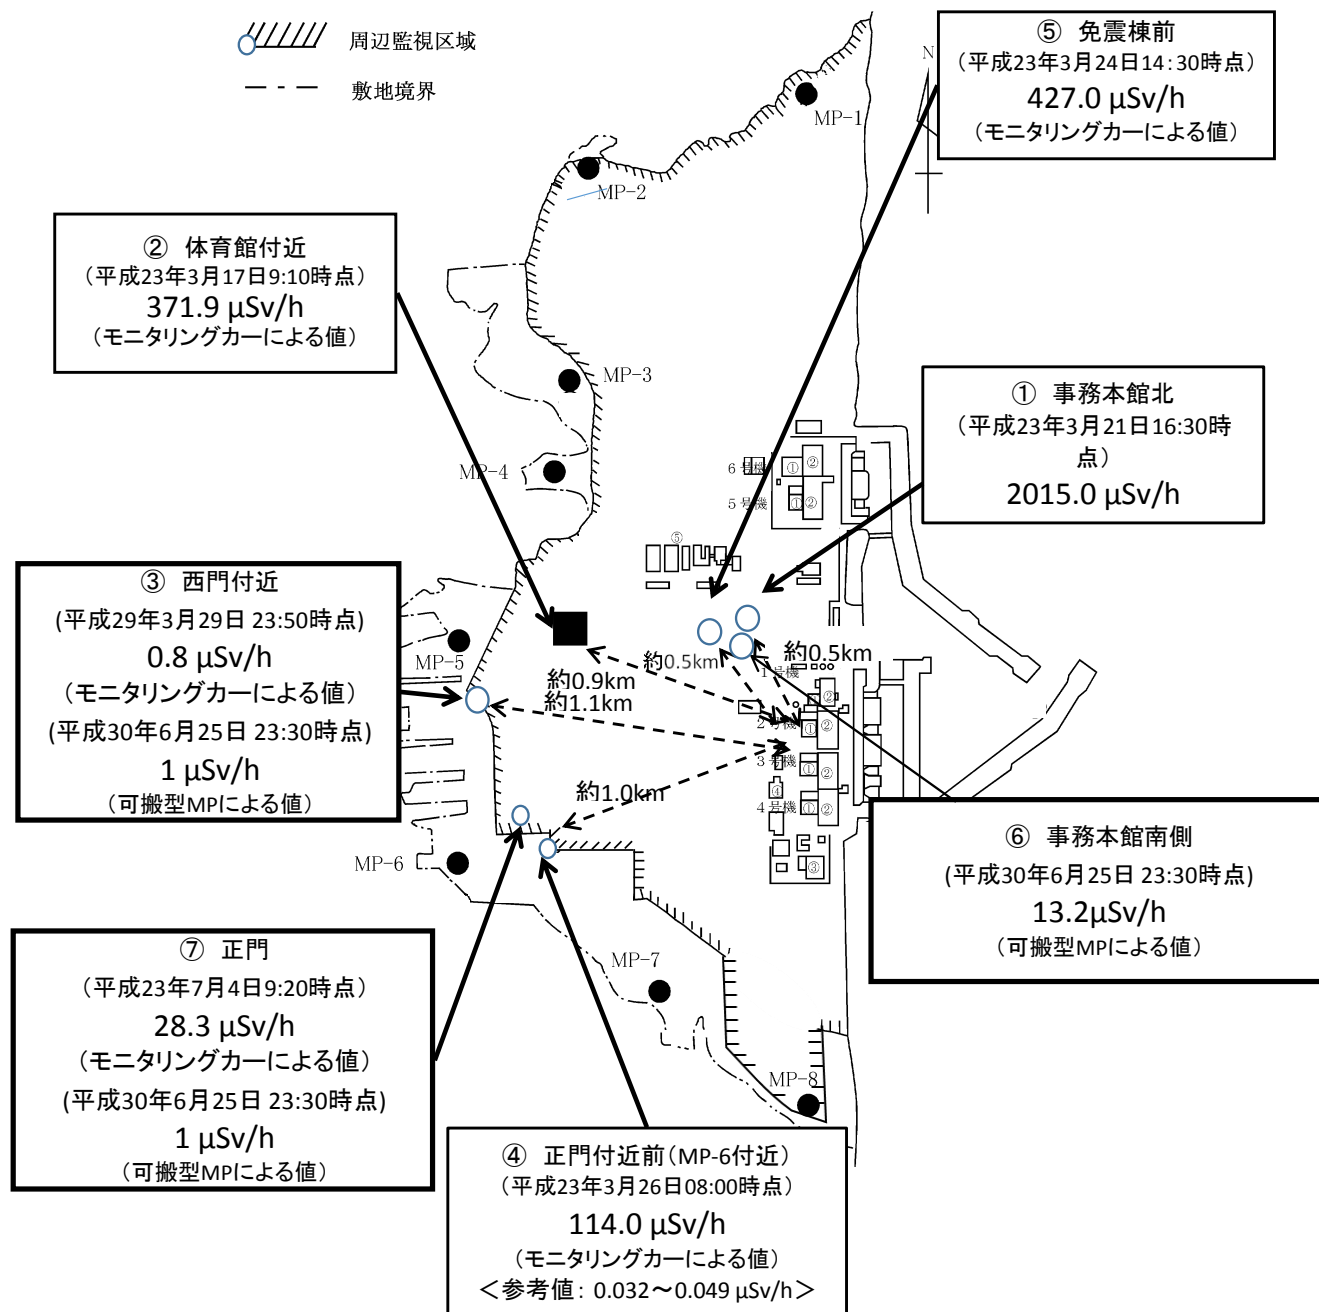 周辺監視区域
敷地境界
⑤ 免震棟前
(平成23年3月24日14:30時点)
427.0 μSv/h
(モニタリングカーによる値)
N
MP-1
MP-2
② 体育館付近
(平成23年3月17日9:10時点)
371.9 μSv/h
(モニタリングカーによる値)
MP-3
① 事務本館北
(平成23年3月21日16:30時
点)
2015.0 μSv/h
MP-4
6号機
① ②
5号機
① ②
⑤
③ 西門付近
(平成29年3月29日 23:50時点)
0.8 μSv/h
(モニタリングカーによる値)
(平成30年6月25日 23:30時点)
1 μSv/h
(可搬型MPによる値)
MP-5
約0.9km
約1.1km
約0.5km
約0.5km
1号機
②
2号機
① ②
3号機
① ②
④
4号機
① ②
③
約1.0km
MP-6
⑥ 事務本館南側
(平成30年6月25日 23:30時点)
13.2μSv/h
(可搬型MPによる値)
⑦ 正門
(平成23年7月4日9:20時点)
28.3 μSv/h
(モニタリングカーによる値)
(平成30年6月25日 23:30時点)
1 μSv/h
(可搬型MPによる値)
MP-7
MP-8
④ 正門付近前(MP-6付近)
(平成23年3月26日08:00時点)
114.0 μSv/h
(モニタリングカーによる値)
<参考値: 0.032～0.049 μSv/h>